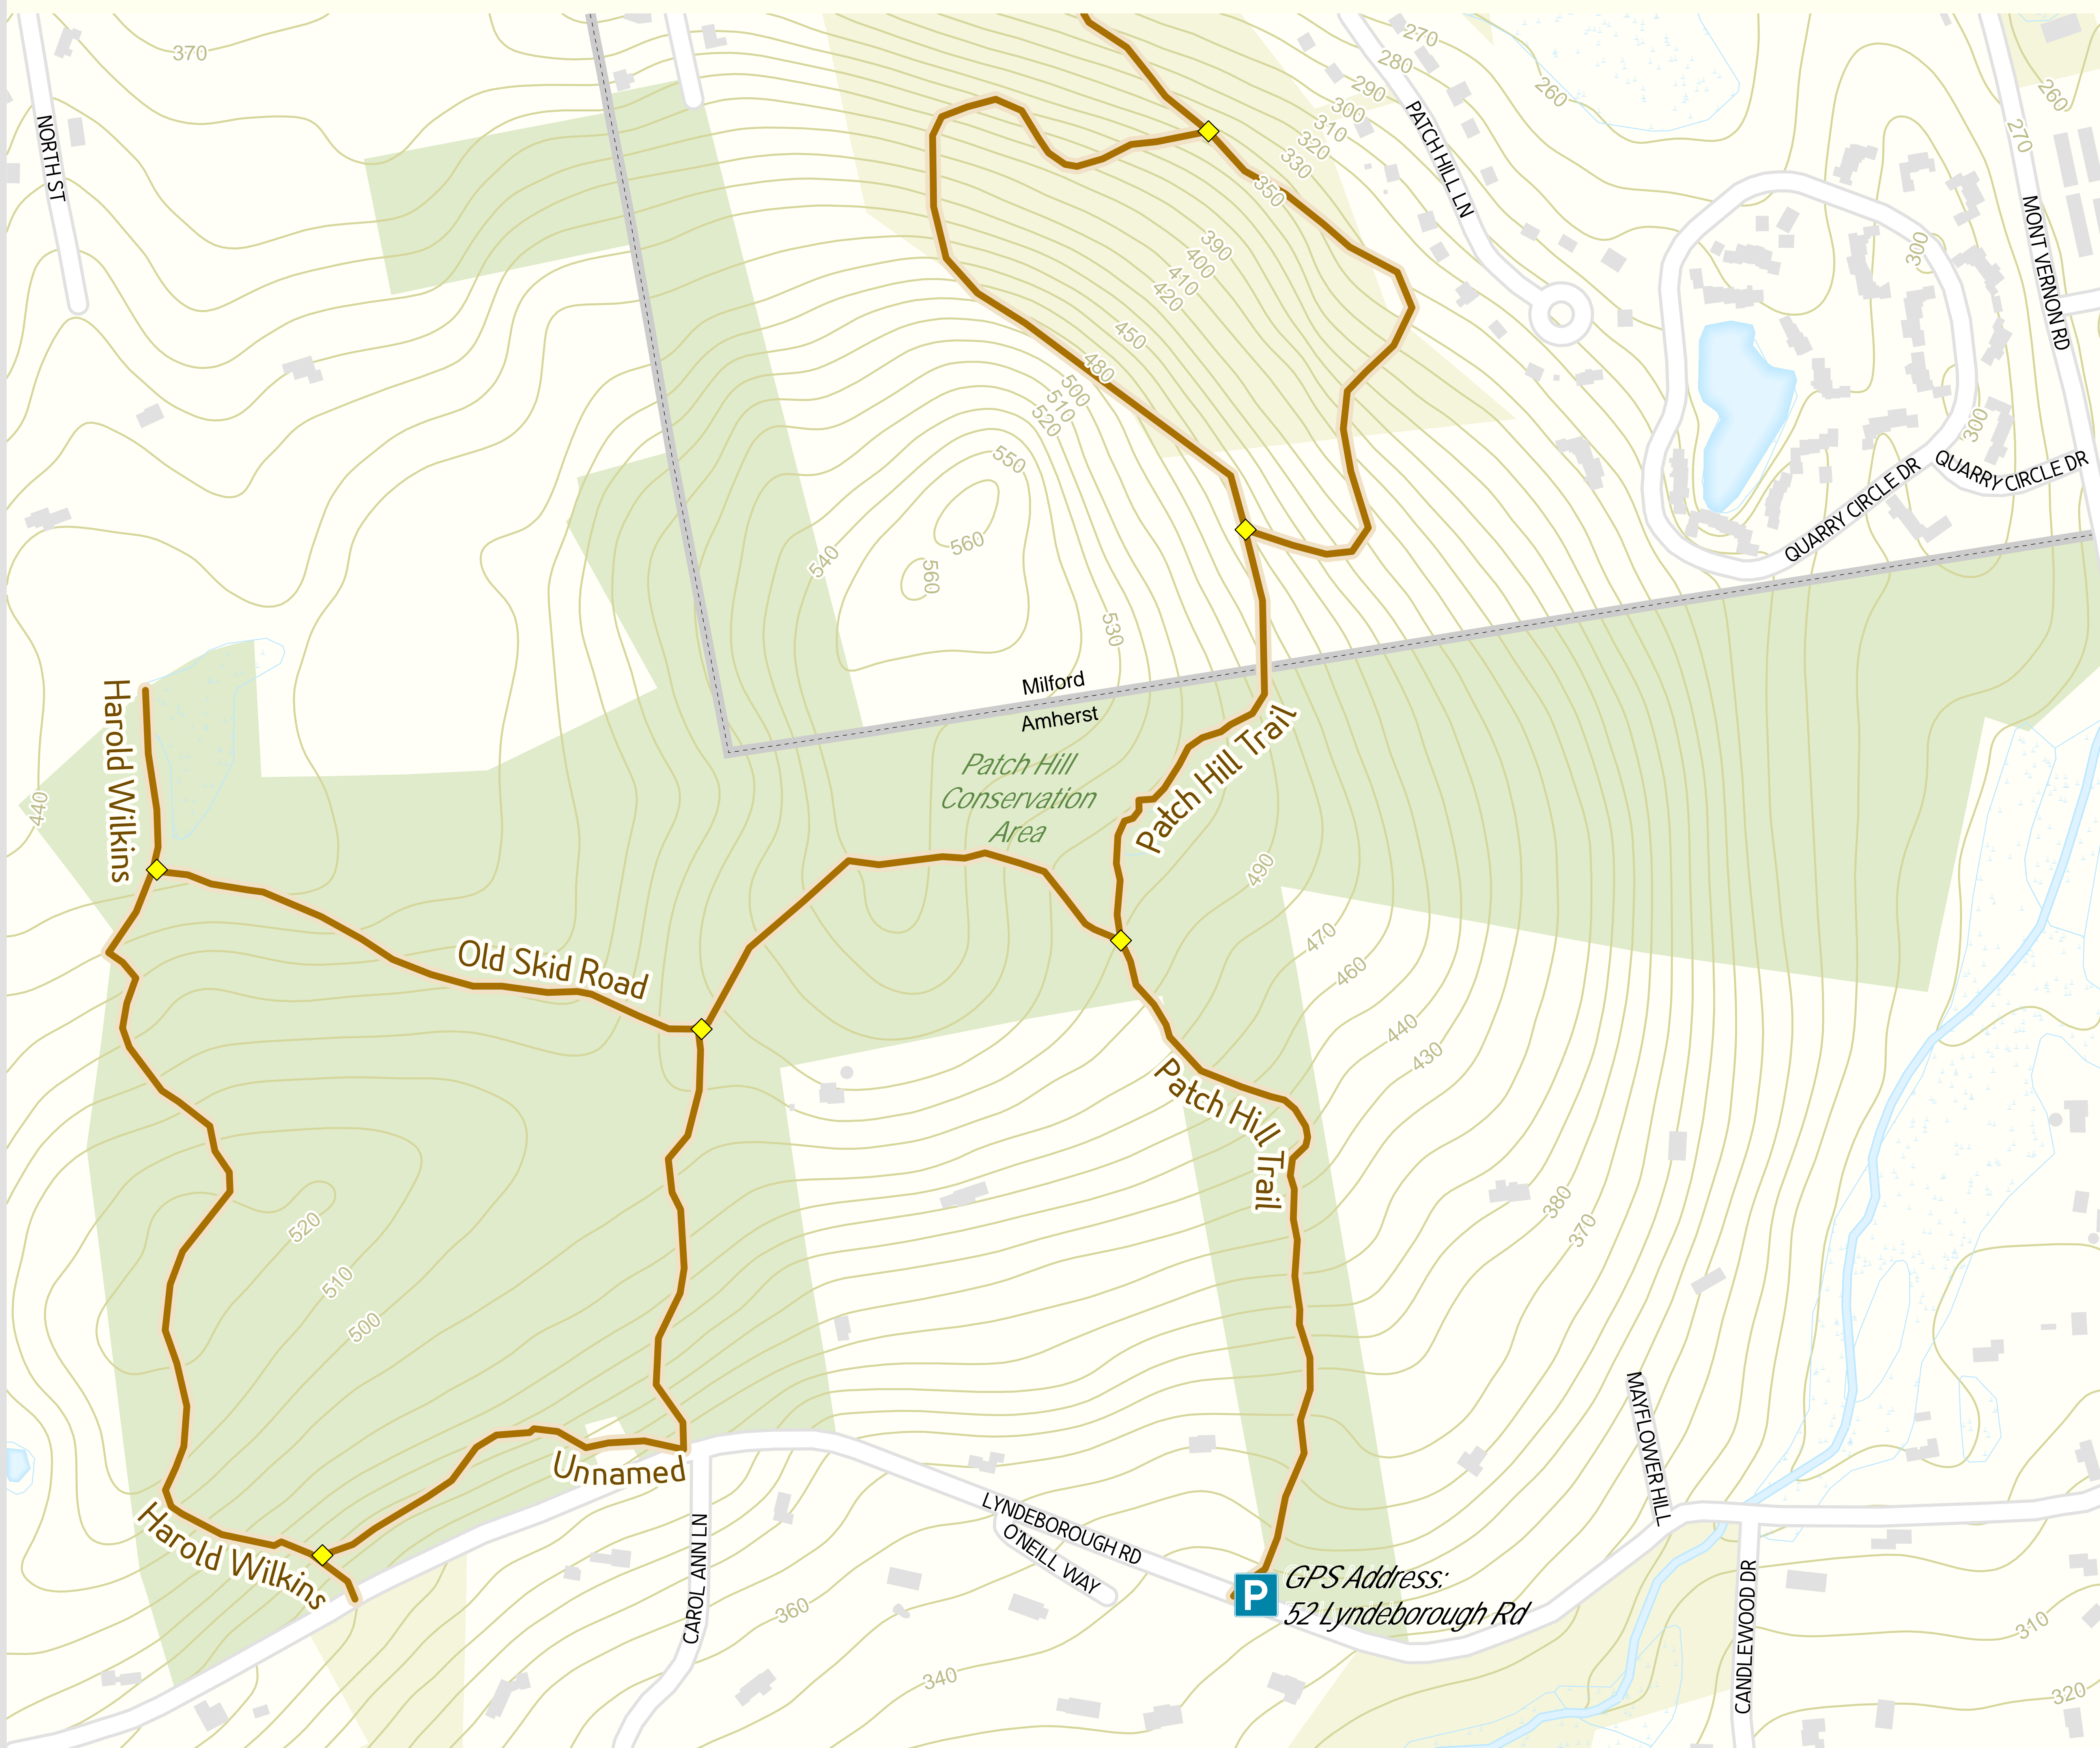 370
270
280
290
300
310
320
330
350
260
260
270
NORTH ST
PATCH HILL LN
MONT VERNON RD
390
400
410
420
450
480
500
510
520
550
560
560
540
530
300
300
QUARRY CIRCLE DR
QUARRY CIRCLE DR
Milford
Amherst
Harold Wilkins
440
Patch Hill
Conservation
Area
Patch Hill Trail
490
470
460
440
430
Old Skid Road
Patch Hill Trail
380
370
520
510
500
Unnamed
MAYFLOWER HILL
Harold Wilkins
LYNDEBOROUGH RD
O'NEILL WAY
CAROL ANN LN
P
GPS Address:
52 Lyndeborough Rd
CANDLEWOOD DR
360
340
310
320